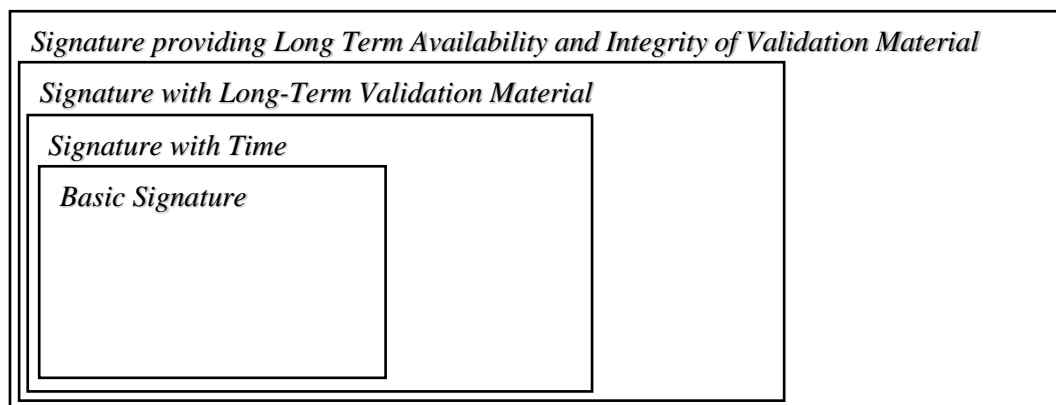 Signature providing Long Term Availability and Integrity of Validation Material
Signature with Long-Term Validation Material
Signature with Time
Basic Signature